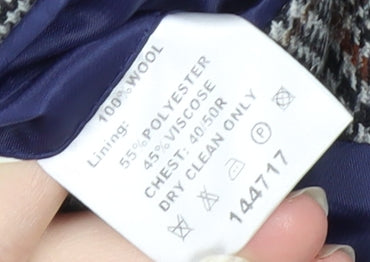 100% WOOL
Lining:
55% POLYESTER
45% VISCOSE
CHEST: 40/50R
DRY CLEAN ONLY
P
144717